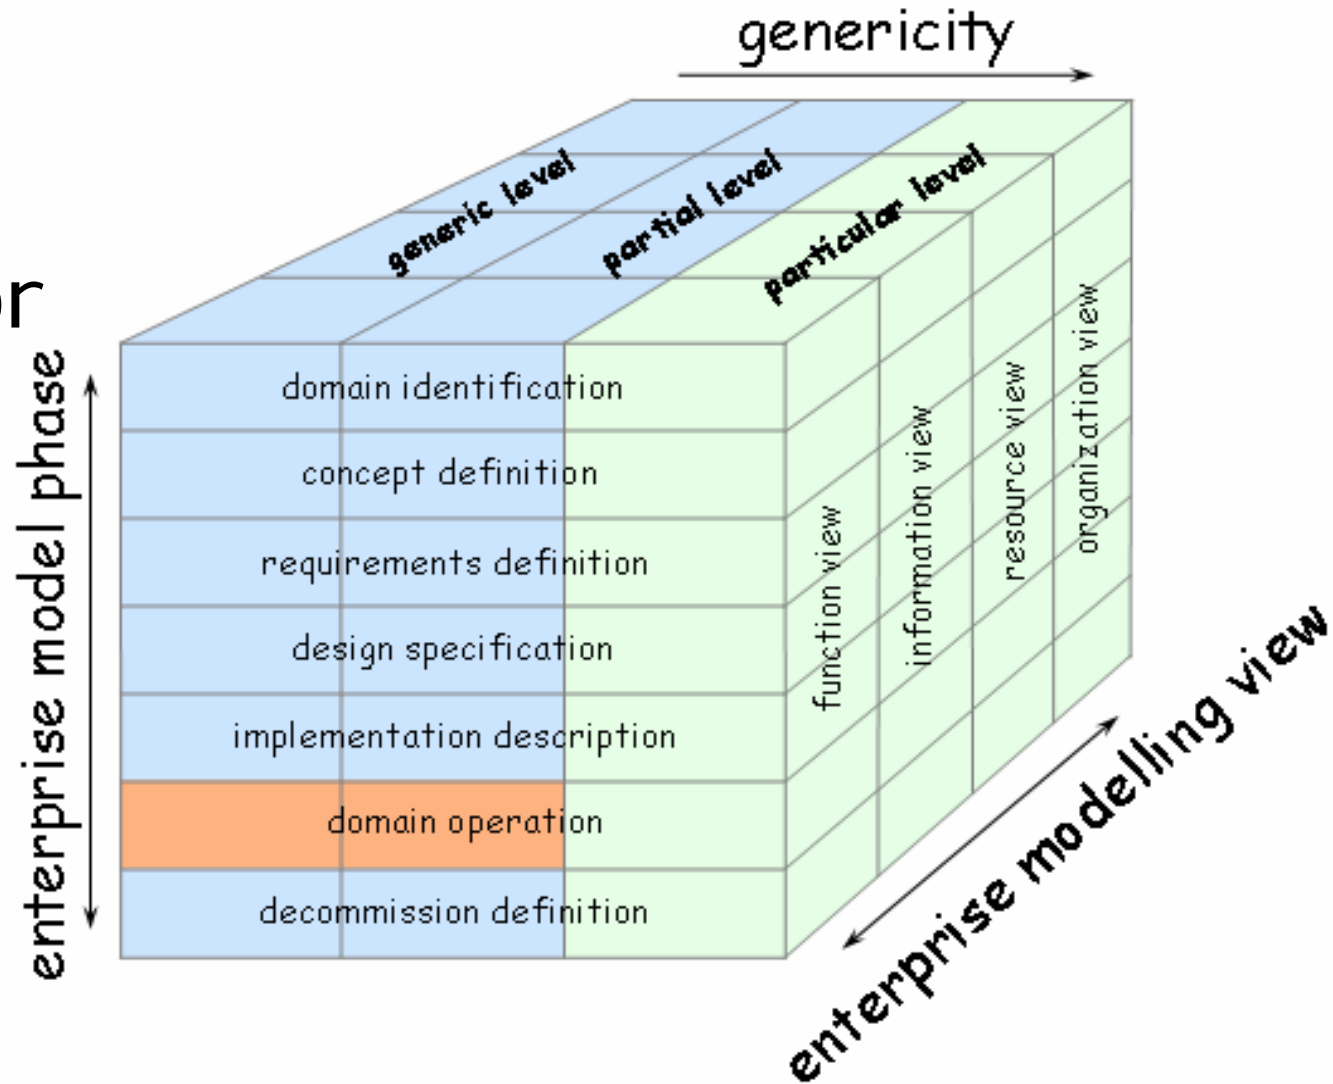 genericity
generic level
partial level
particular level
or
enterprise model phase
domain identification
concept definition
requirements definition
design specification
implementation description
domain operation
decommission definition
function view
information view
resource view
organization view
enterprise modelling view